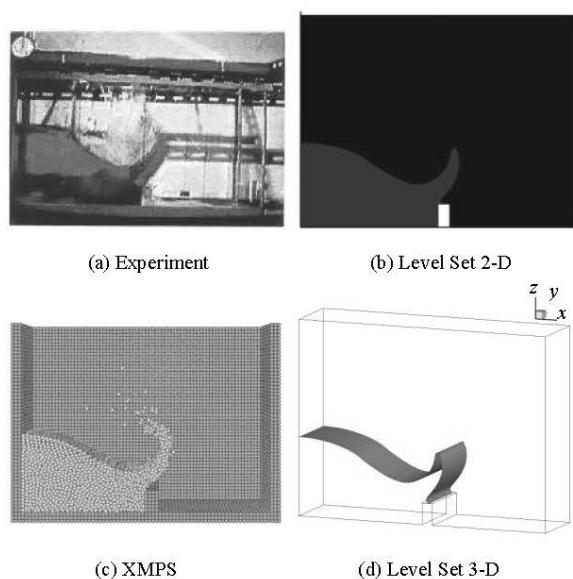 (a) Experiment
(b) Level Set 2-D
z
y
x
(c) XMPS
(d) Level Set 3-D